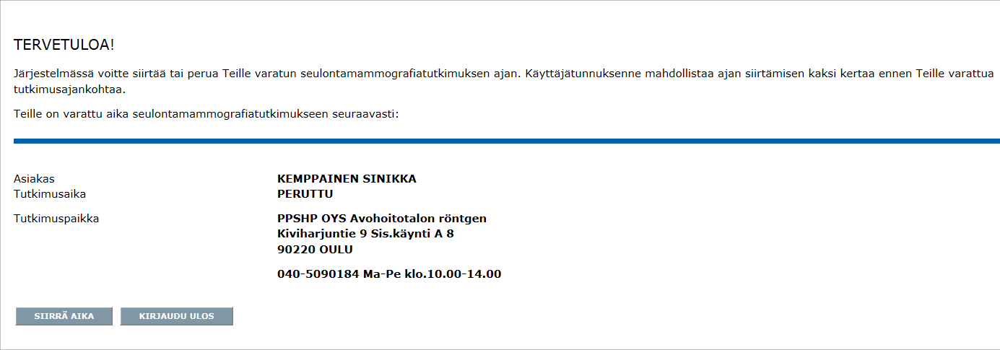 TERVETULOA!
Järjestelmässä voitte siirtää tai perua Teille varatun seulontamammografiatutkimuksen ajan. Käyttäjätunnuksenne mahdollistaa ajan siirtämisen kaksi kertaa ennen Teille varattua
tutkimusajankohtaa.
Teille on varattu aika seulontamammografiatutkimukseen seuraavasti:
Asiakas KEMPPAINEN SINIKKA
Tutkimusaika PERUTTU
Tutkimuspaikka PPSHP OYS Avohoitotalon röntgen
Kiviharjuntie 9 Sis.käynti A 8
90220 OULU
040-5090184 Ma-Pe klo.10.00-14.00
SIIRRÄ AIKA KIRJAUDU ULOS